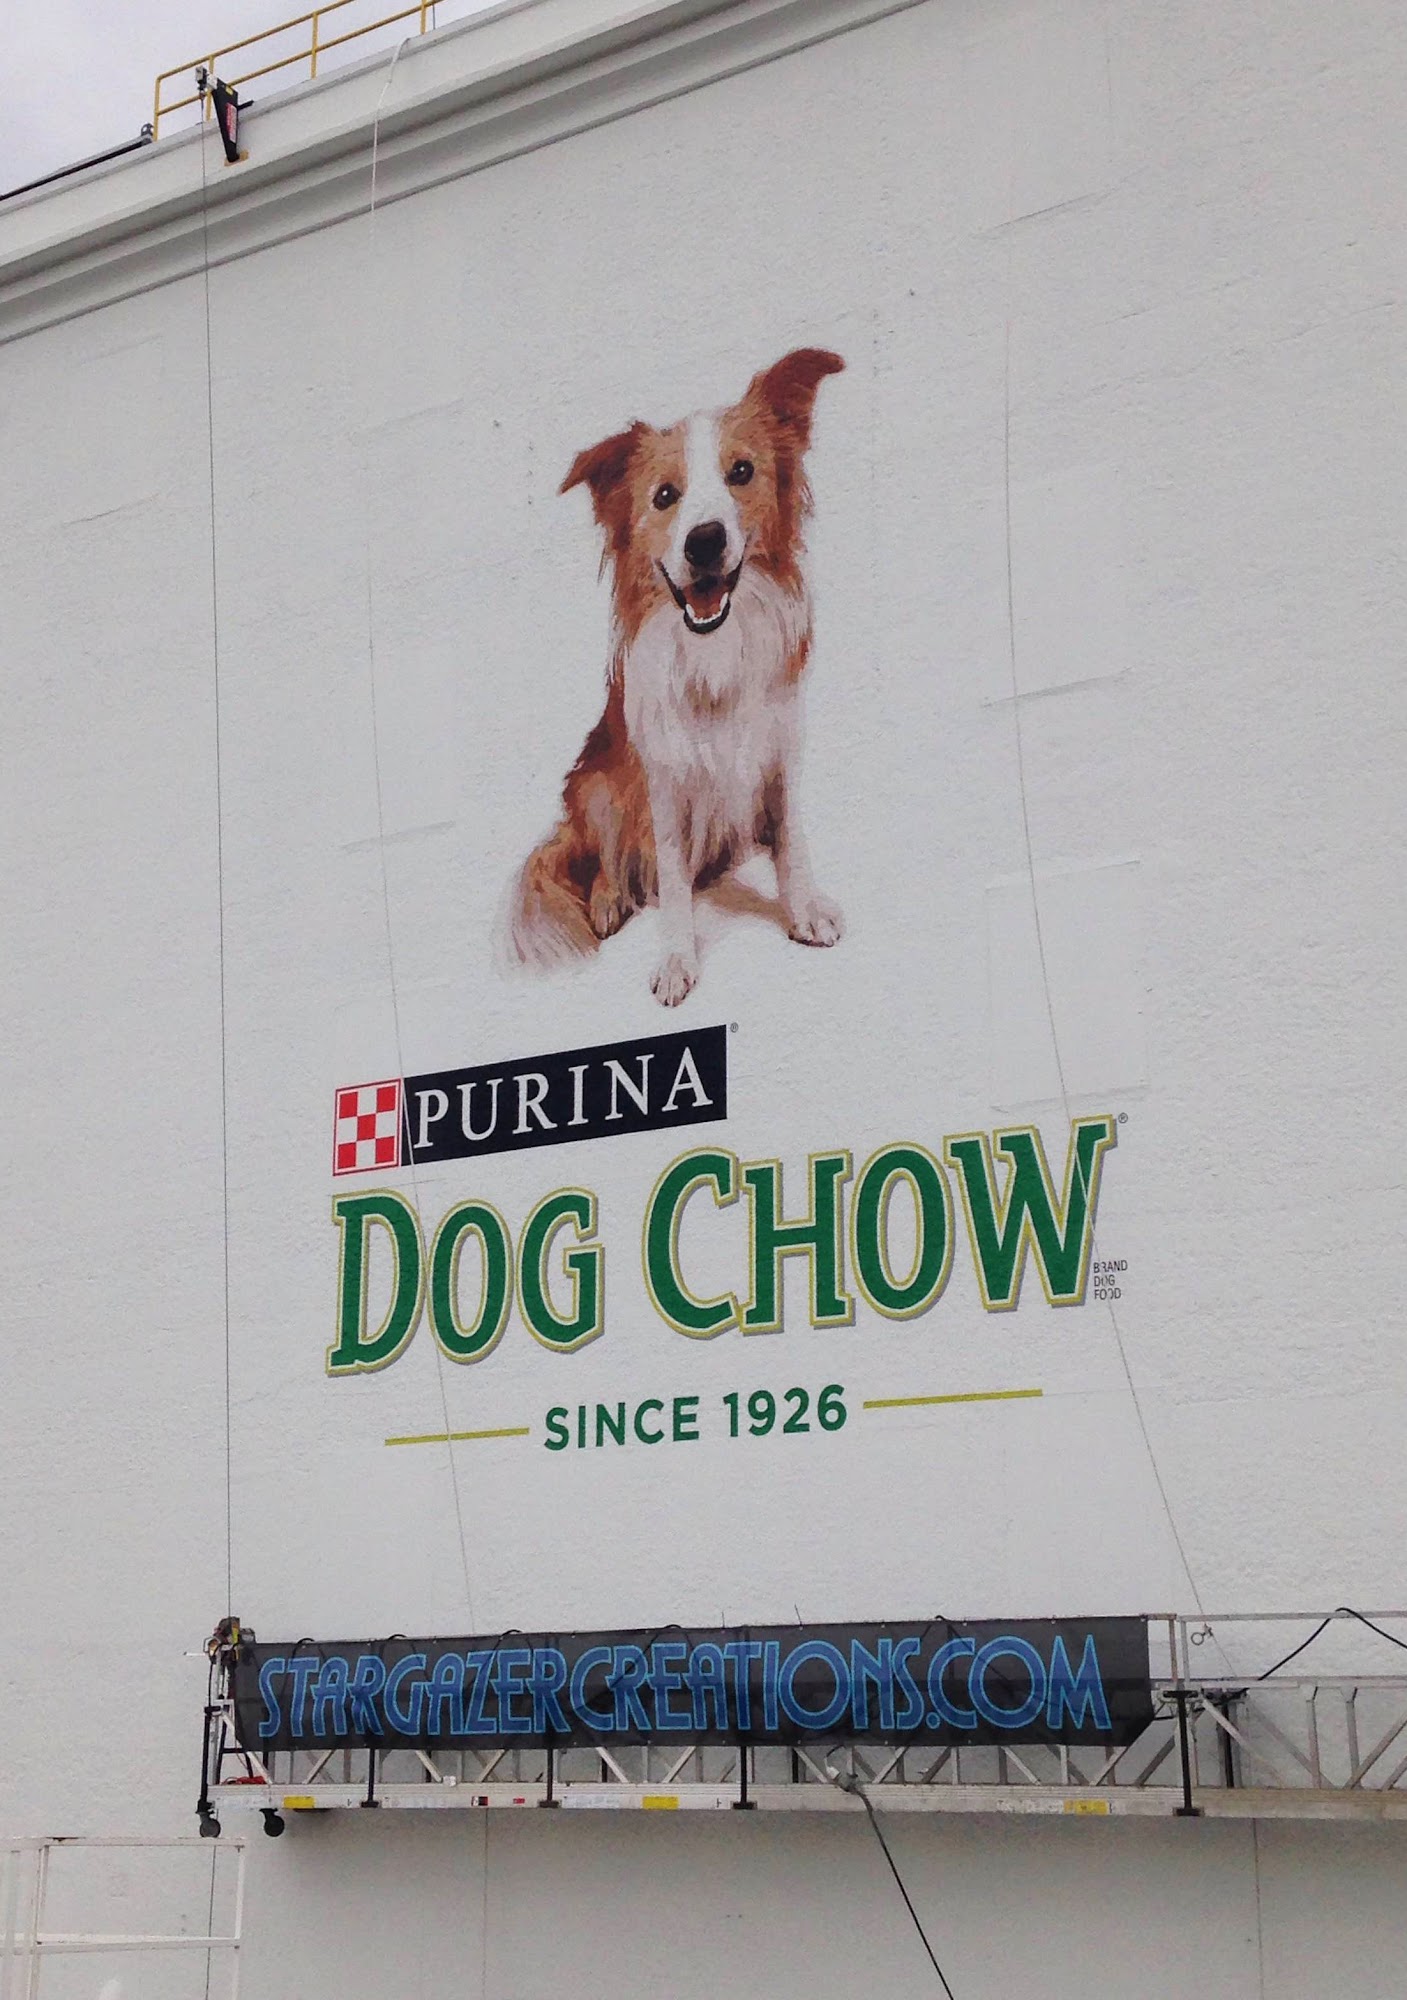 PURINA®
DOG CHOW®
BRAND
DOG
FOOD
SINCE 1926
STARGAZERCREATIONS.COM